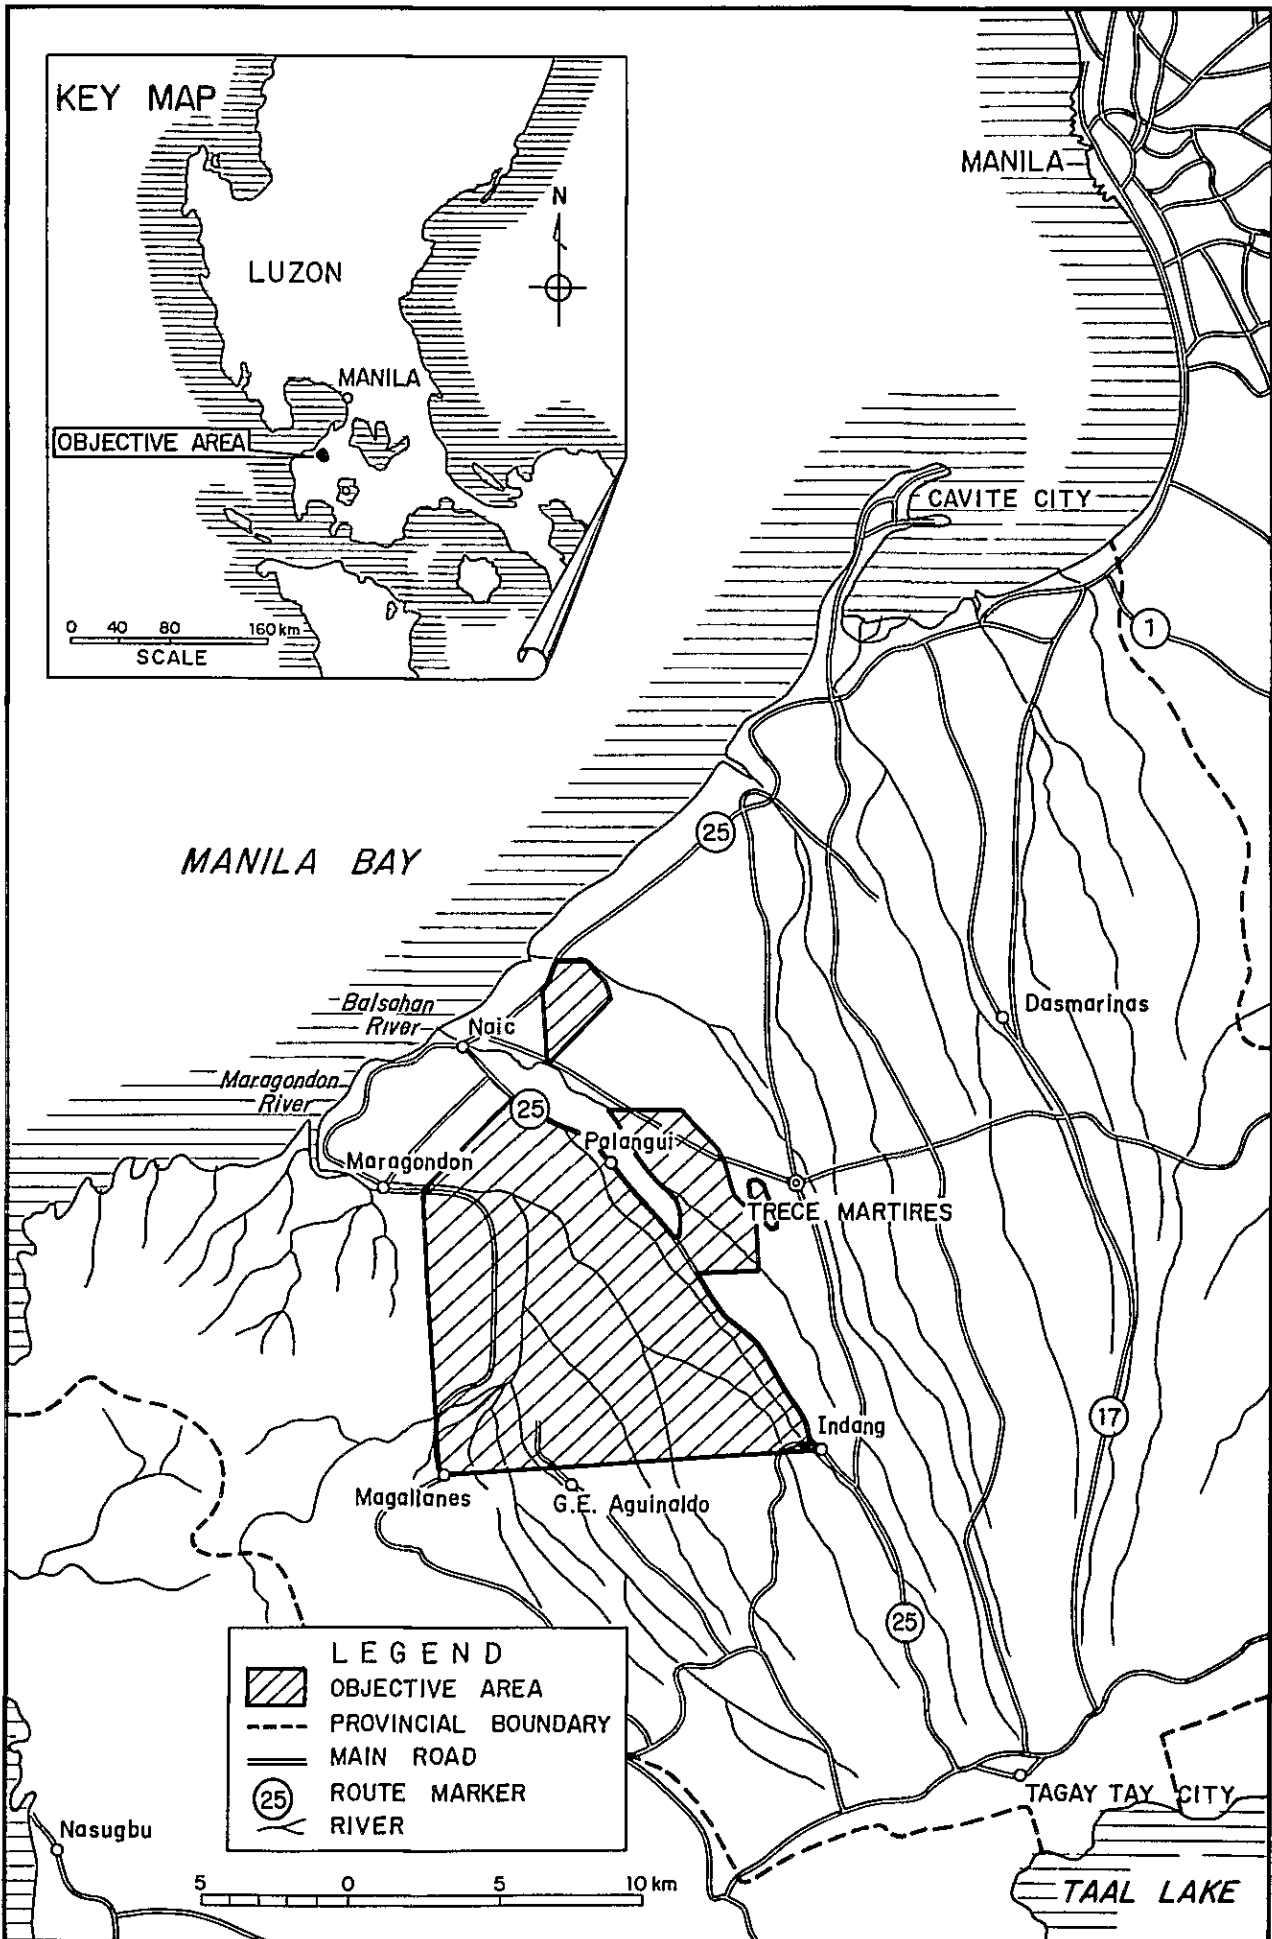 KEY MAP
N
LUZON
MANILA
OBJECTIVE AREA
0 40 80 160 km
SCALE
MANILA
CAVITE CITY
1
25
MANILA BAY
Balsahan
River
Naic
Dasmarinas
Maragondon
River
25
Palangui
Maragondon
TRECE MARTIRES
17
Indang
Magallanes
G.E. Aguinaldo
25
LEGEND
OBJECTIVE AREA
PROVINCIAL BOUNDARY
MAIN ROAD
25 ROUTE MARKER
RIVER
TAGAY TAY CITY
Nasugbu
5 0 5 10 km
TAAL LAKE